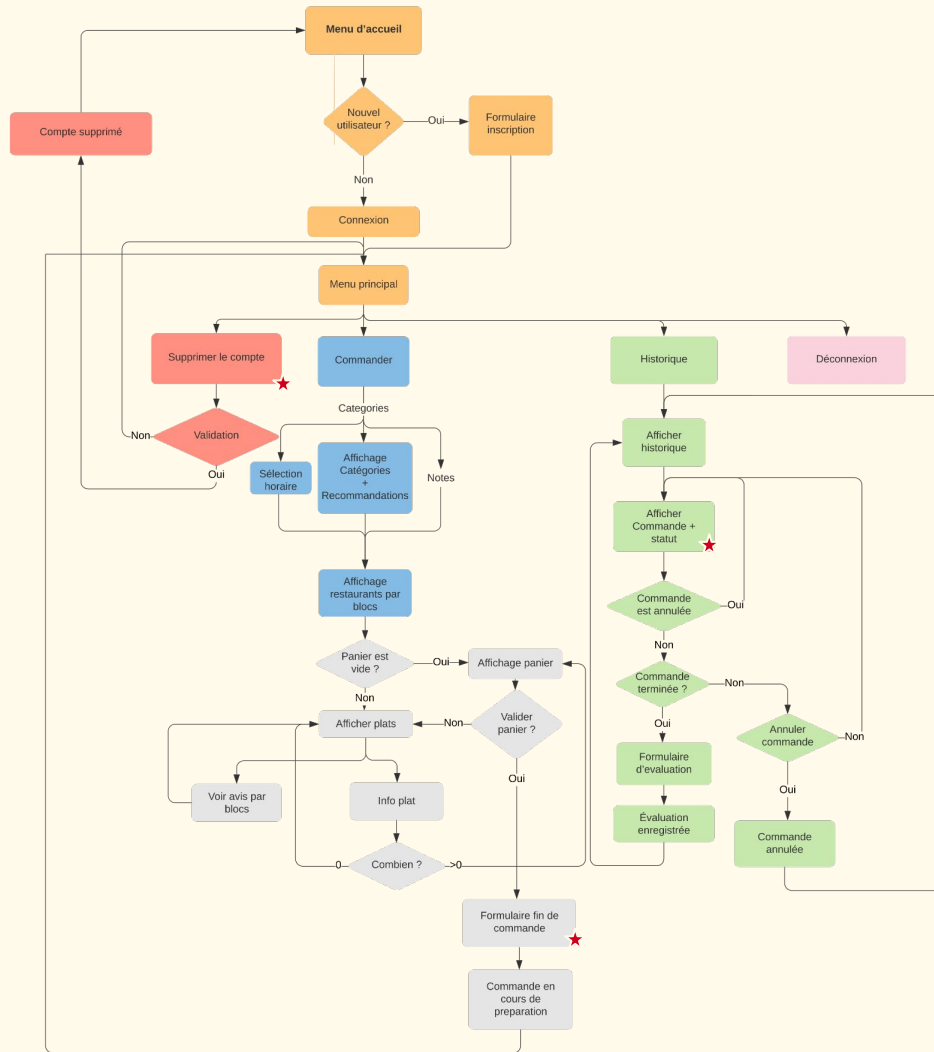 Menu d'accueil
Nouvel
utilisateur ?
Oui
Formulaire
inscription
Compte supprimé
Non
Connexion
Menu principal
Supprimer le compte
Commander
Historique
Déconnexion
Categories
Non
Validation
Oui
Sélection
horaire
Affichage
Catégories
+
Recommandations
Notes
Afficher
historique
Afficher
Commande +
statut
Affichage
restaurants par
blocs
Commande
est annulée
Oui
Non
Panier est
vide ?
Oui
Affichage panier
Non
Commande
terminée ?
Non
Afficher plats
Non
Valider
panier ?
Oui
Annuler
commande
Non
Formulaire
d'evaluation
Voir avis par
blocs
Info plat
Oui
Oui
Évaluation
enregistrée
Commande
annulée
0
Combien ?
>0
Formulaire fin de
commande
Commande en
cours de
preparation